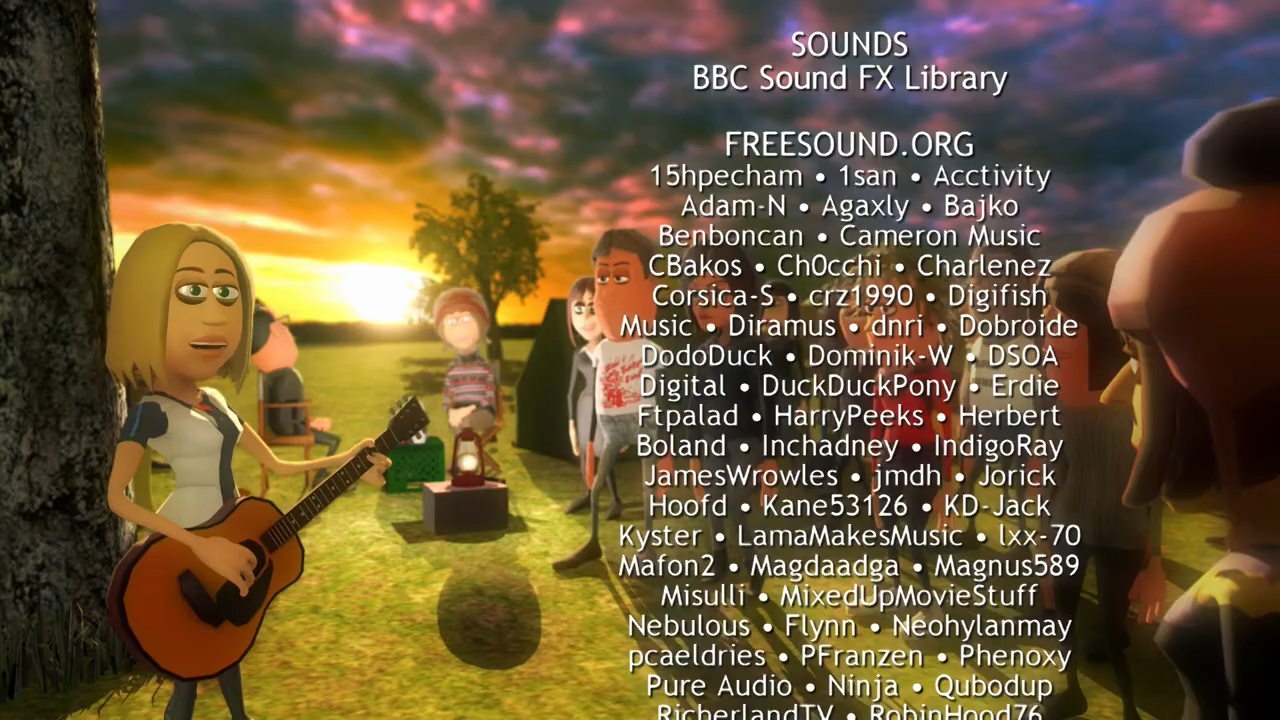 SOUNDS
BBC Sound FX Library
FREESOUND.ORG
15hpecham • 1san • Acctivity
Adam-N • Agaxly • Bajko
Benboncan • Cameron Music
CBakos • Ch0cchi • Charlenez
Corsica-S • crz1990 • Digifish
Music • Diramus • dnri • Dobroide
DodoDuck • Dominik-W • DSOA
Digital • DuckDuckPony • Erdie
Ftpalad • HarryPeeks • Herbert
Boland • Inchadney • IndigoRay
JamesWrowles • jmdh • Jorick
Hoofd • Kane53126 • KD-Jack
Kyster • LamaMakesMusic • lxx-70
Mafon2 • Magdaadga • Magnus589
Misulli • MixedUpMovieStuff
Nebulous • Flynn • Neohylanmay
pcaeldries • PFranzen • Phenoxy
Pure Audio • Ninja • Qubodup
RicherlandTV • RobinHood76